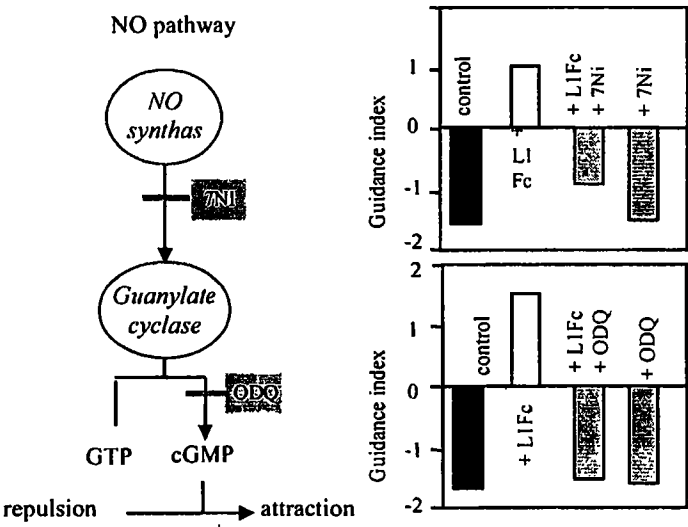 NO pathway
NO
synthas
7NI
Guanylate
cyclase
ODQ
GTP
cGMP
repulsion
attraction
Guidance index
1
0
-1
-2
control
+ L1
Fc
+ L1Fc
+ 7Ni
+ 7Ni
Guidance index
2
1
0
-1
-2
control
+ L1Fc
+ L1Fc
+ ODQ
+ ODQ